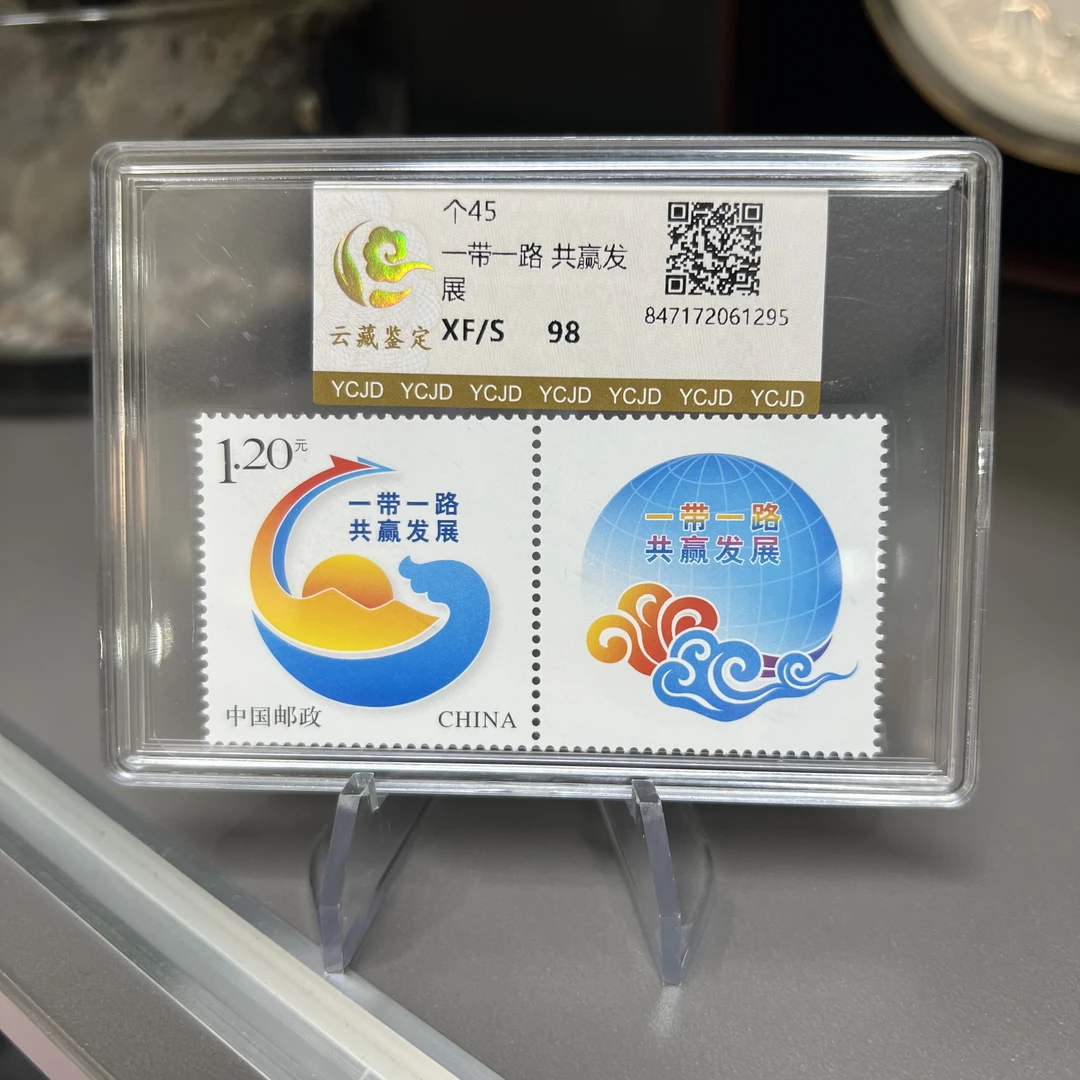 个45
一带一路 共赢发
展
XF/S 98
云藏鉴定
847172061295
YCJD YCJD YCJD YCJD YCJD YCJD YCJD
1.20元
一带一路
共赢发展
中国邮政
CHINA
一带一路
共赢发展